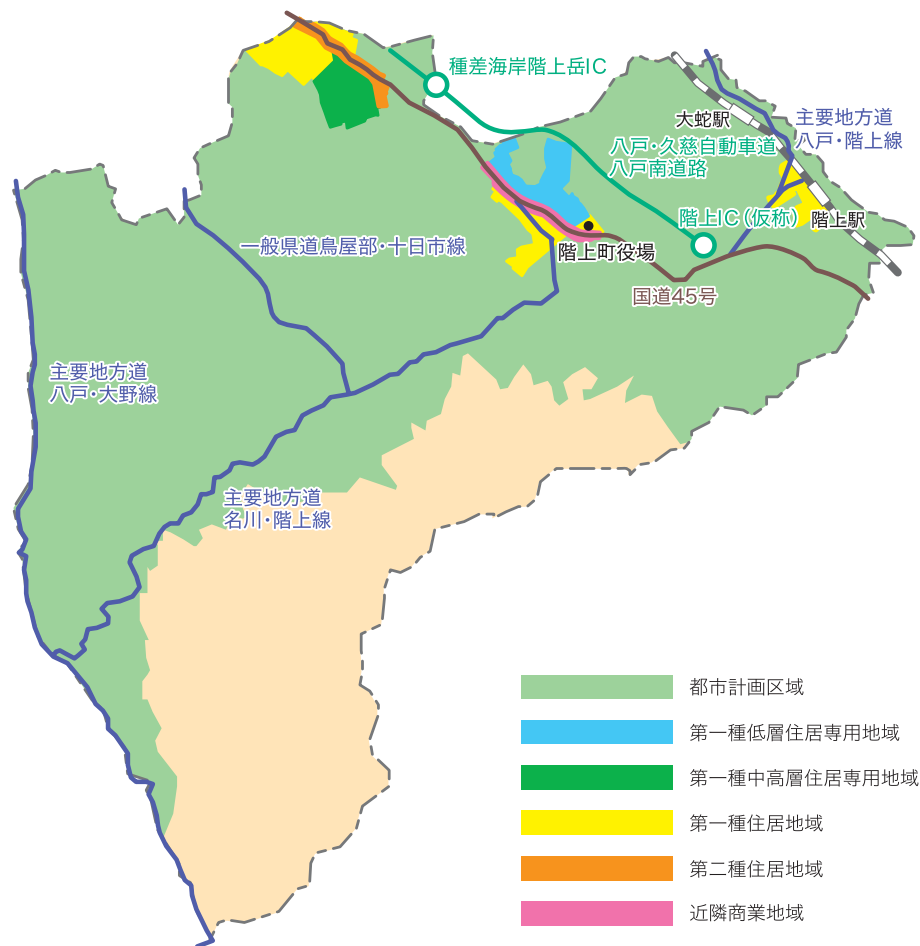 種差海岸階上岳IC
大蛇駅
主要地方道
八戸・階上線
八戸・久慈自動車道
八戸南道路
階上IC（仮称）
階上駅
一般県道鳥屋部・十日市線
階上町役場
国道45号
主要地方道
八戸・大野線
主要地方道
名川・階上線
都市計画区域
第一種低層住居専用地域
第一種中高層住居専用地域
第一種住居地域
第二種住居地域
近隣商業地域